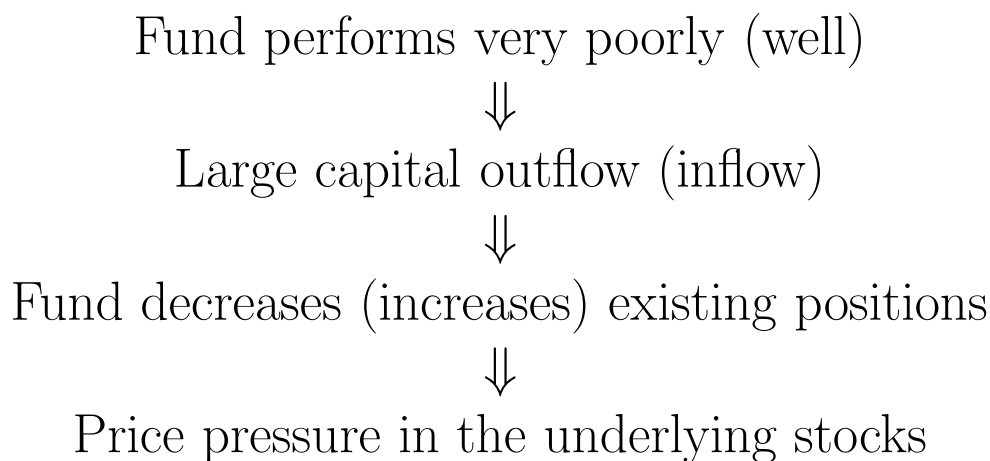 Fund performs very poorly (well)
⇓
Large capital outflow (inflow)
⇓
Fund decreases (increases) existing positions
⇓
Price pressure in the underlying stocks